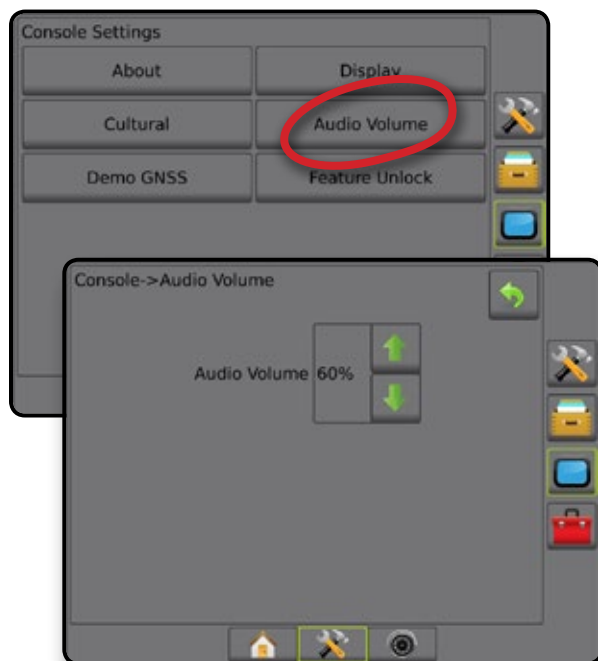 Console Settings
About Display
Cultural Audio Volume
Demo GNSS Feature Unlock
Console->Audio Volume
Audio Volume 60%